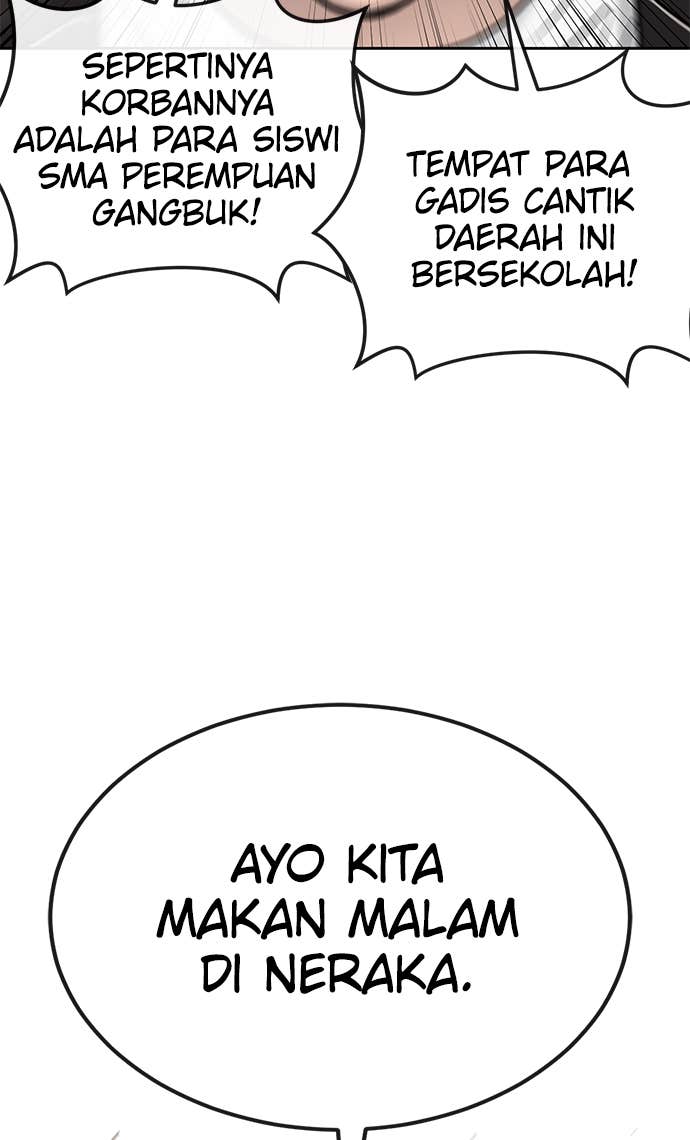 SEPERTINYA
KORBANNYA
ADALAH PARA SISWI
SMA PEREMPUAN
GANGBUK!
TEMPAT PARA
GADIS CANTIK
DAERAH INI
BERSEKOLAH!
AYO KITA
MAKAN MALAM
DI NERAKA.